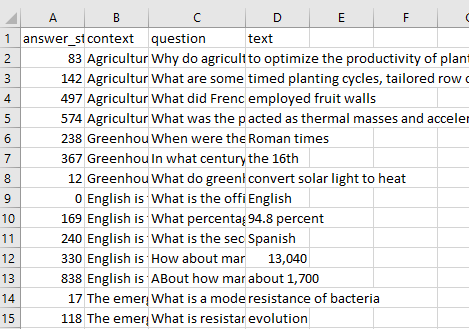 A B C D E F
1 answer_st context question text
2 83 Agricultur Why do agricult to optimize the productivity of plant
3 142 Agricultur What are some timed planting cycles, tailored row c
4 497 Agricultur What did Frenc employed fruit walls
5 574 Agricultur What was the p acted as thermal masses and acceler
6 238 Greenhou When were the Roman times
7 367 Greenhou In what century the 16th
8 12 Greenhou What do greenh convert solar light to heat
9 0 English is What is the offi English
10 169 English is What percentag 94.8 percent
11 240 English is What is the sec Spanish
12 330 English is How about mar 13,040
13 838 English is ABout how mar about 1,700
14 17 The emer What is a mode resistance of bacteria
15 118 The emer What is resistar evolution